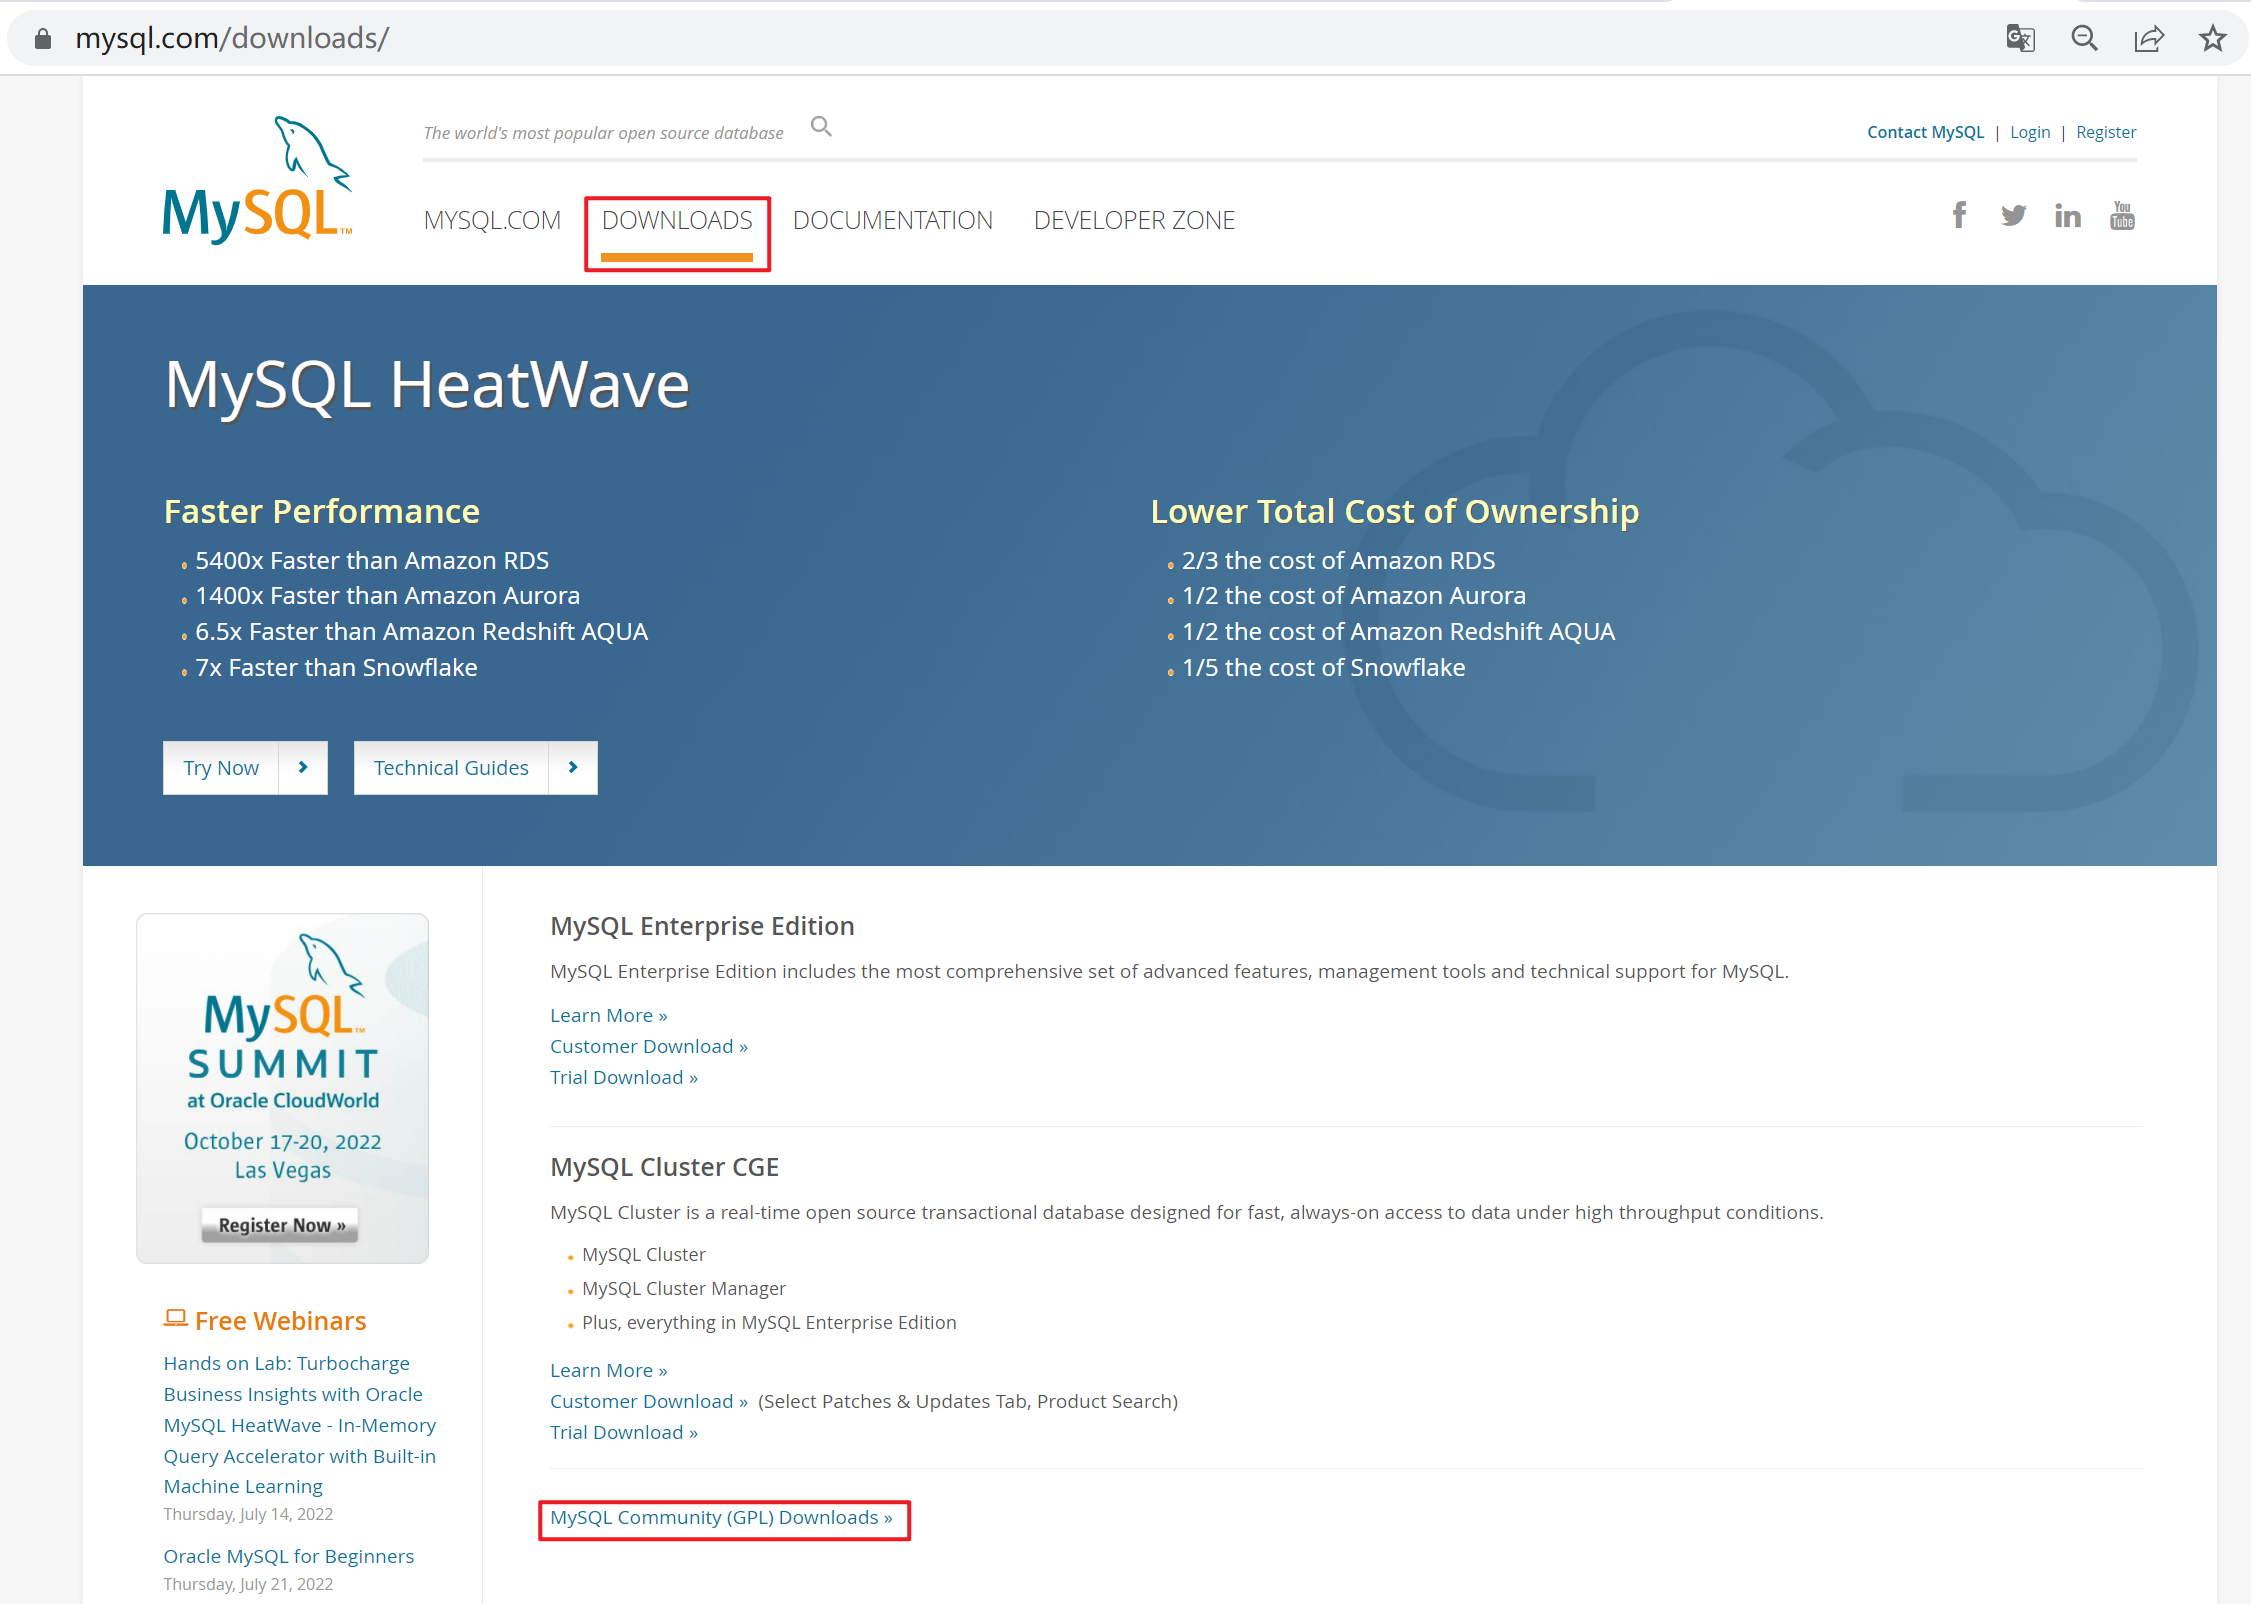 mysql.com/downloads/
The world's most popular open source database
Contact MySQL | Login | Register
MySQL™
MYSQL.COM DOWNLOADS DOCUMENTATION DEVELOPER ZONE
You Tube
MySQL HeatWave
Faster Performance
5400x Faster than Amazon RDS
1400x Faster than Amazon Aurora
6.5x Faster than Amazon Redshift AQUA
7x Faster than Snowflake
Lower Total Cost of Ownership
2/3 the cost of Amazon RDS
1/2 the cost of Amazon Aurora
1/2 the cost of Amazon Redshift AQUA
1/5 the cost of Snowflake
Try Now
Technical Guides
MySQL™
SUMMIT
at Oracle CloudWorld
October 17-20, 2022
Las Vegas
Register Now »
Free Webinars
Hands on Lab: Turbocharge
Business Insights with Oracle
MySQL HeatWave - In-Memory
Query Accelerator with Built-in
Machine Learning
Thursday, July 14, 2022
Oracle MySQL for Beginners
Thursday, July 21, 2022
MySQL Enterprise Edition
MySQL Enterprise Edition includes the most comprehensive set of advanced features, management tools and technical support for MySQL.
Learn More »
Customer Download »
Trial Download »
MySQL Cluster CGE
MySQL Cluster is a real-time open source transactional database designed for fast, always-on access to data under high throughput conditions.
MySQL Cluster
MySQL Cluster Manager
Plus, everything in MySQL Enterprise Edition
Learn More »
Customer Download » (Select Patches & Updates Tab, Product Search)
Trial Download »
MySQL Community (GPL) Downloads »